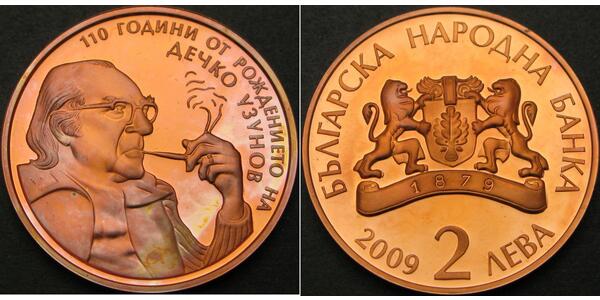 110 ГОДИНИ ОТ РОЖДЕНИЕТО НА
ДЕЧКО УЗУНОВ
БЪЛГАРСКА НАРОДНА БАНКА
1879
2009 2 ЛЕВА